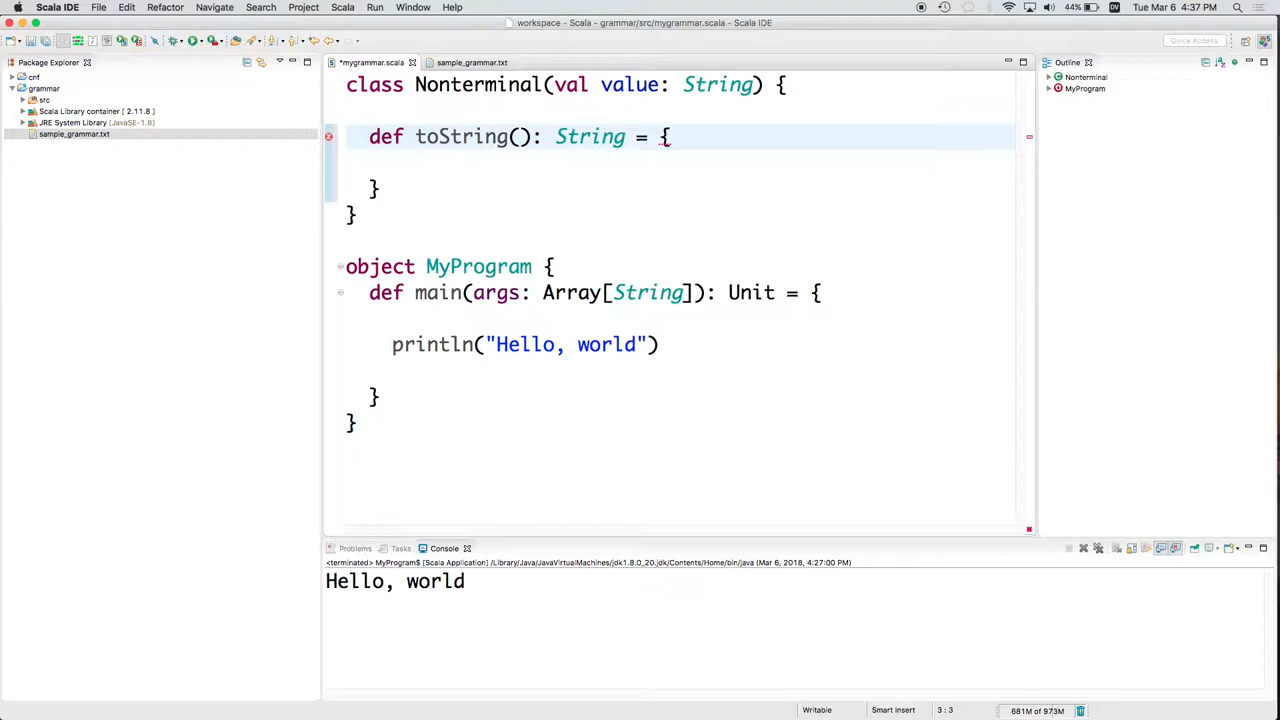 Scala IDE File Edit Refactor Navigate Search Project Scala Run Window Help 44% DV Tue Mar 6 4:37 PM
workspace - Scala - grammar/src/mygrammar.scala - Scala IDE
Quick Access
Package Explorer
*mygrammar.scala sample_grammar.txt
Outline
cnf
grammar
src
Scala Library container [ 2.11.8 ]
JRE System Library [JavaSE-1.8]
sample_grammar.txt
class Nonterminal(val value: String) {
def toString(): String = {
}
}
object MyProgram {
def main(args: Array[String]): Unit = {
println("Hello, world")
}
}
Nonterminal
MyProgram
Problems Tasks Console
<terminated> MyProgram$ [Scala Application] /Library/Java/JavaVirtualMachines/jdk1.8.0_20.jdk/Contents/Home/bin/java (Mar 6, 2018, 4:27:00 PM)
Hello, world
Writable Smart Insert 3 : 3 681M of 973M